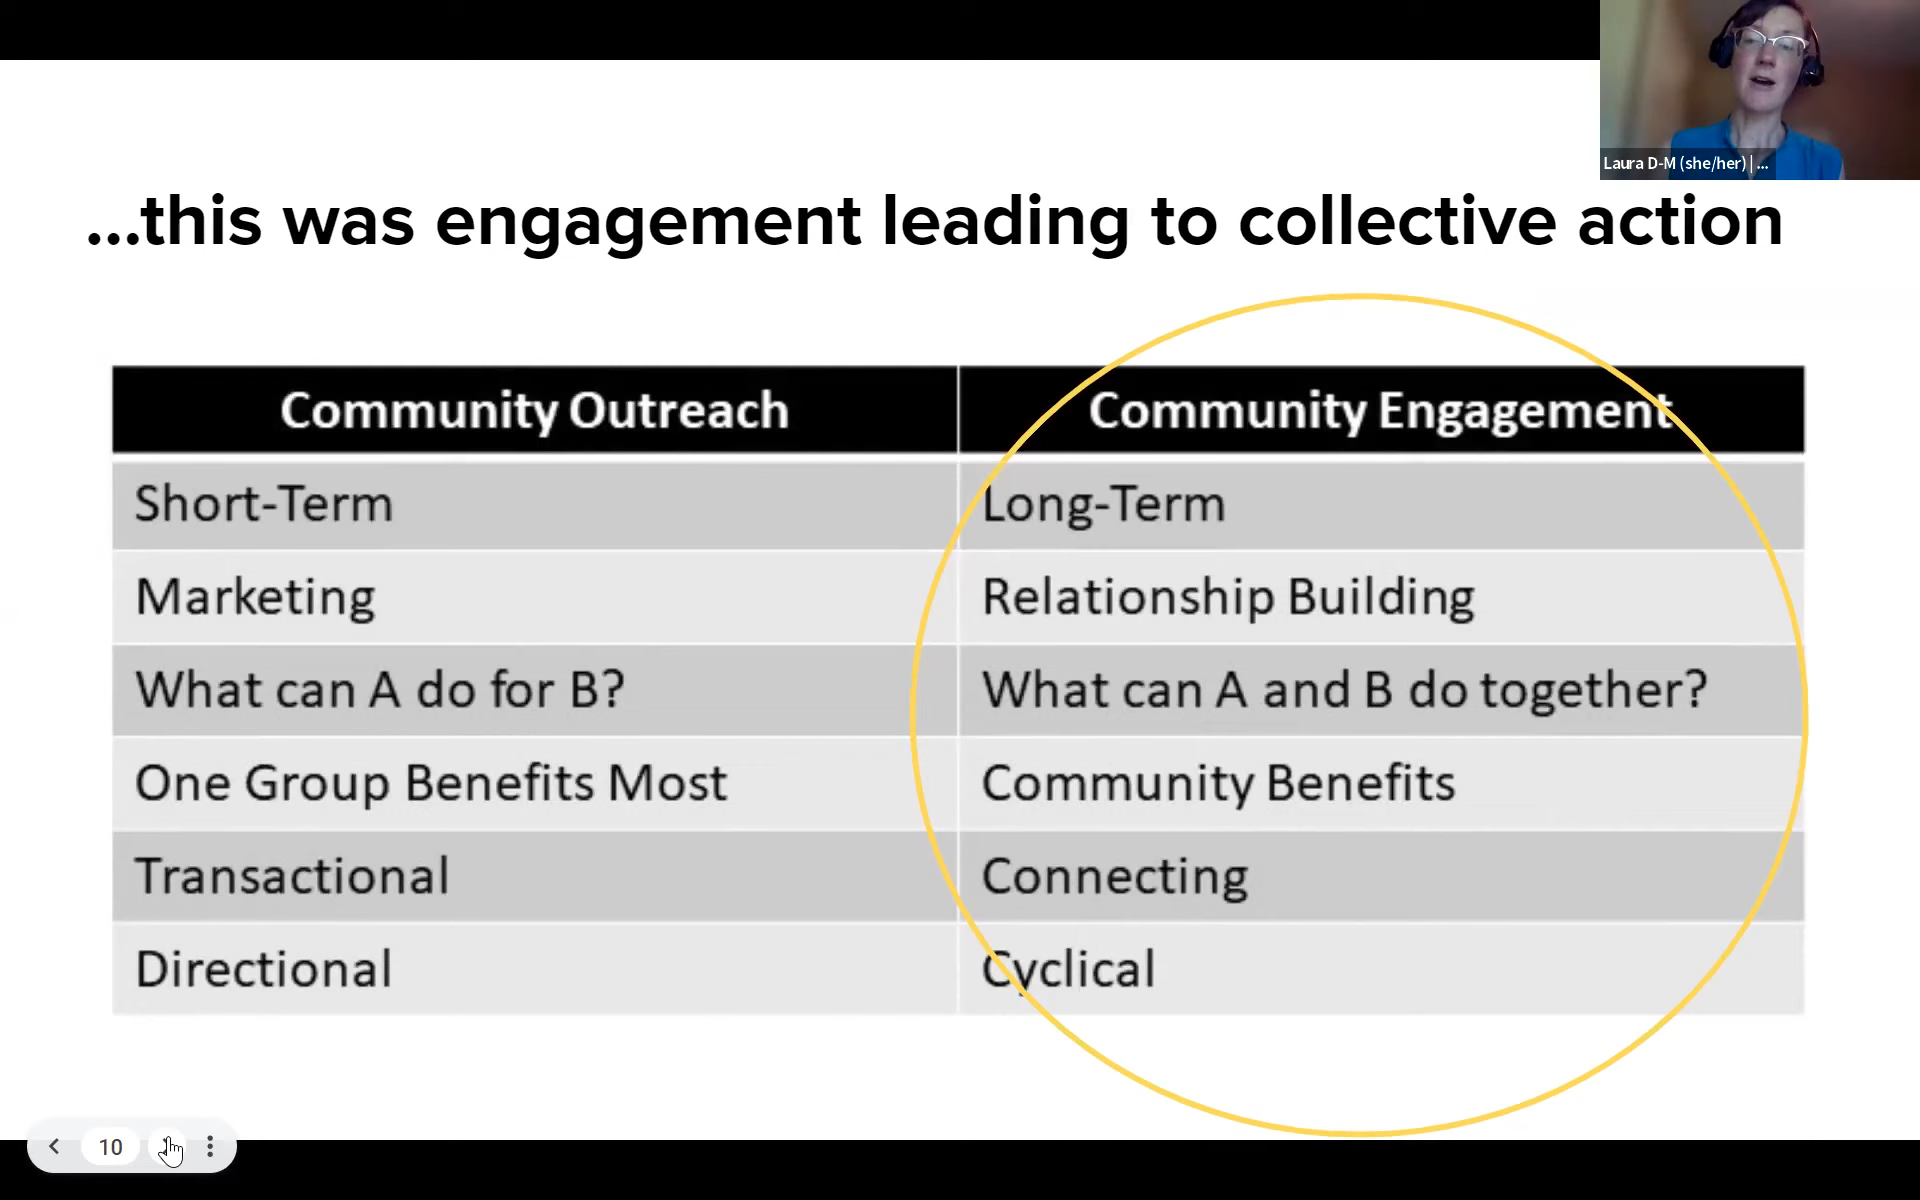 Laura D-M (she/her) | ...
...this was engagement leading to collective action
Community Outreach
Community Engagement
Short-Term
Long-Term
Marketing
Relationship Building
What can A do for B?
What can A and B do together?
One Group Benefits Most
Community Benefits
Transactional
Connecting
Directional
Cyclical
10